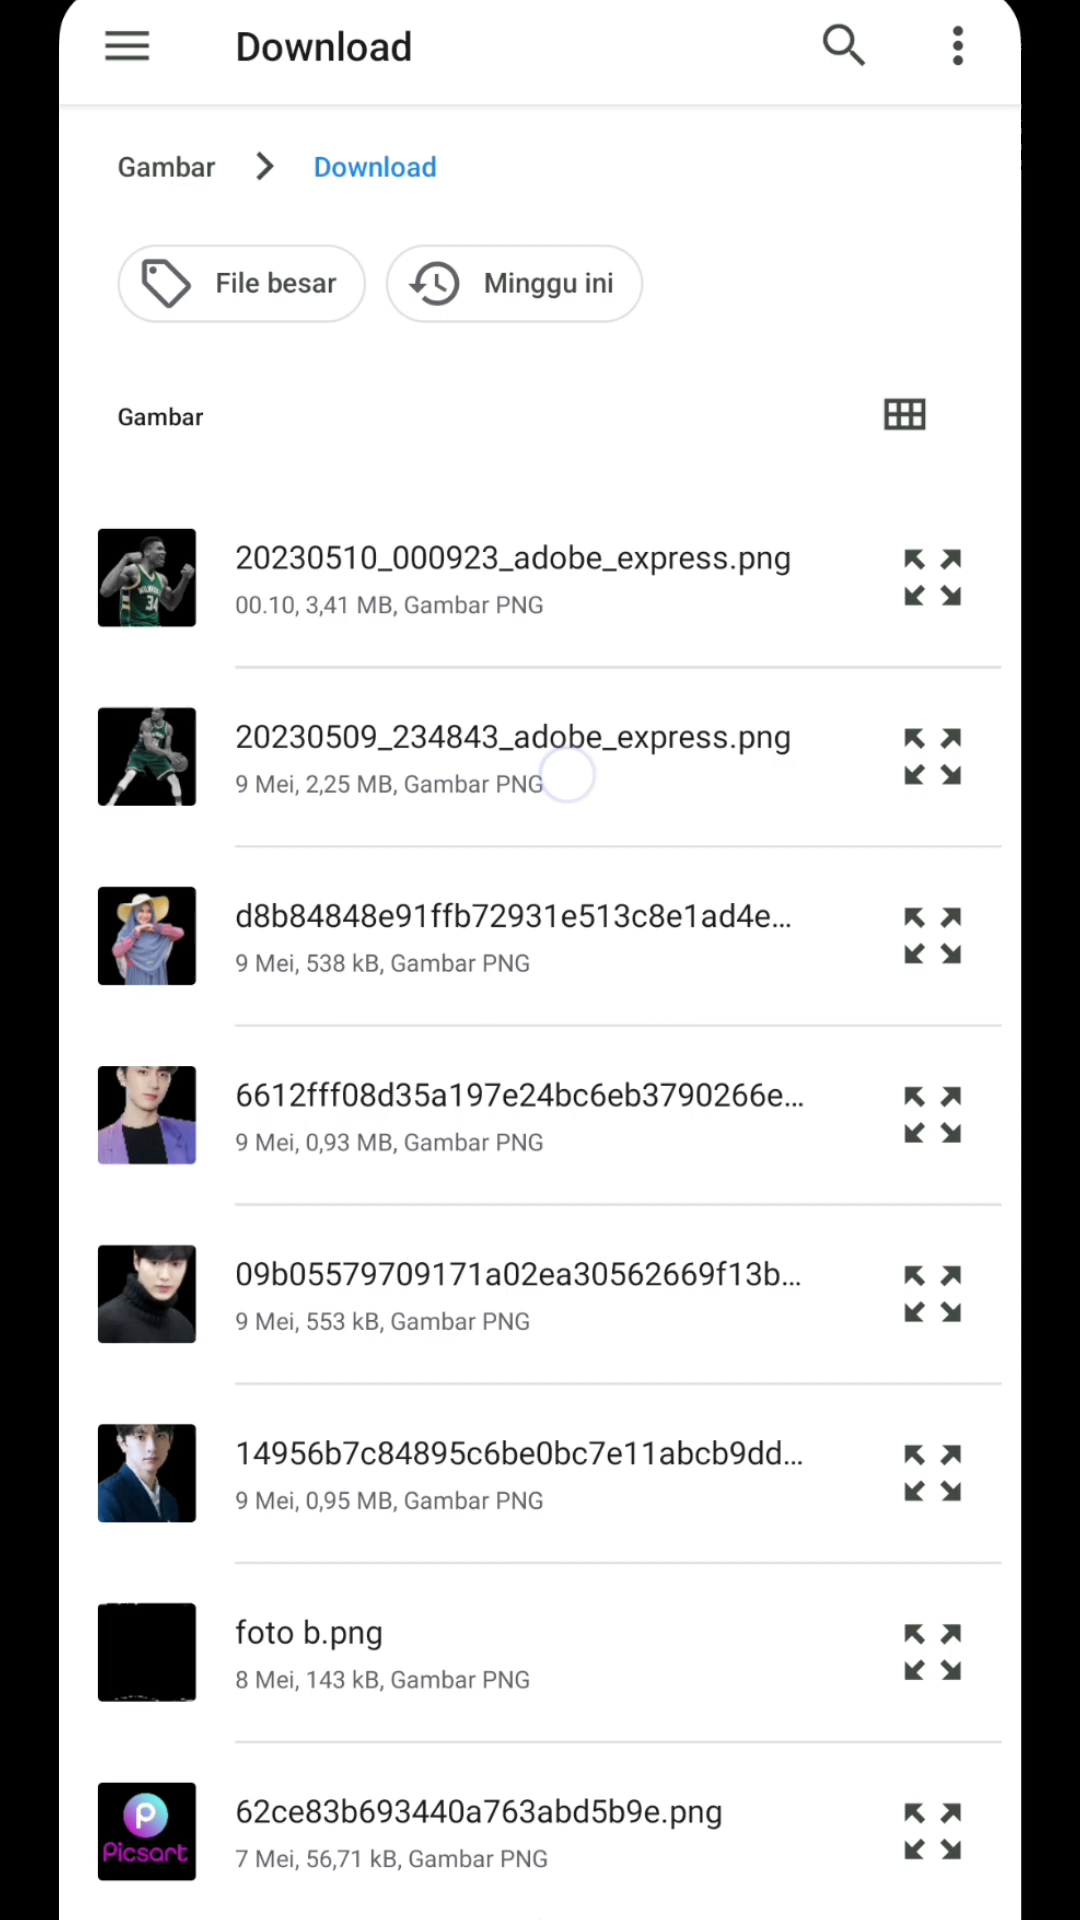 Download
Gambar > Download
File besar
Minggu ini
Gambar
20230510_000923_adobe_express.png
00.10, 3,41 MB, Gambar PNG
20230509_234843_adobe_express.png
9 Mei, 2,25 MB, Gambar PNG
d8b84848e91ffb72931e513c8e1ad4e...
9 Mei, 538 kB, Gambar PNG
6612fff08d35a197e24bc6eb3790266e...
9 Mei, 0,93 MB, Gambar PNG
09b05579709171a02ea30562669f13b...
9 Mei, 553 kB, Gambar PNG
14956b7c84895c6be0bc7e11abcb9dd...
9 Mei, 0,95 MB, Gambar PNG
foto b.png
8 Mei, 143 kB, Gambar PNG
62ce83b693440a763abd5b9e.png
7 Mei, 56,71 kB, Gambar PNG
34
P
Picsart